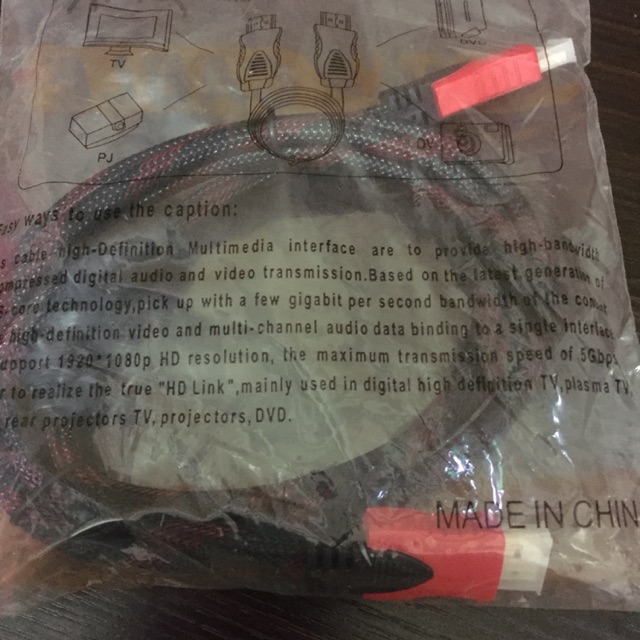 TV
DVD
PJ
DC
Easy ways to use the caption:
s cable high-Definition Multimedia interface are to provide high-bandwidth
ompressed digital audio and video transmission.Based on the latest generation of
S-core technology,pick up with a few gigabit per second bandwidth of the
high-definition video and multi-channel audio data binding to a single interface
upport 1920*1080p HD resolution, the maximum transmission speed of 5Gbps
r to realize the true "HD Link",mainly used in digital high definition TV,plasma TV,
rear projectors TV,projectors,DVD.
MADE IN CHIN